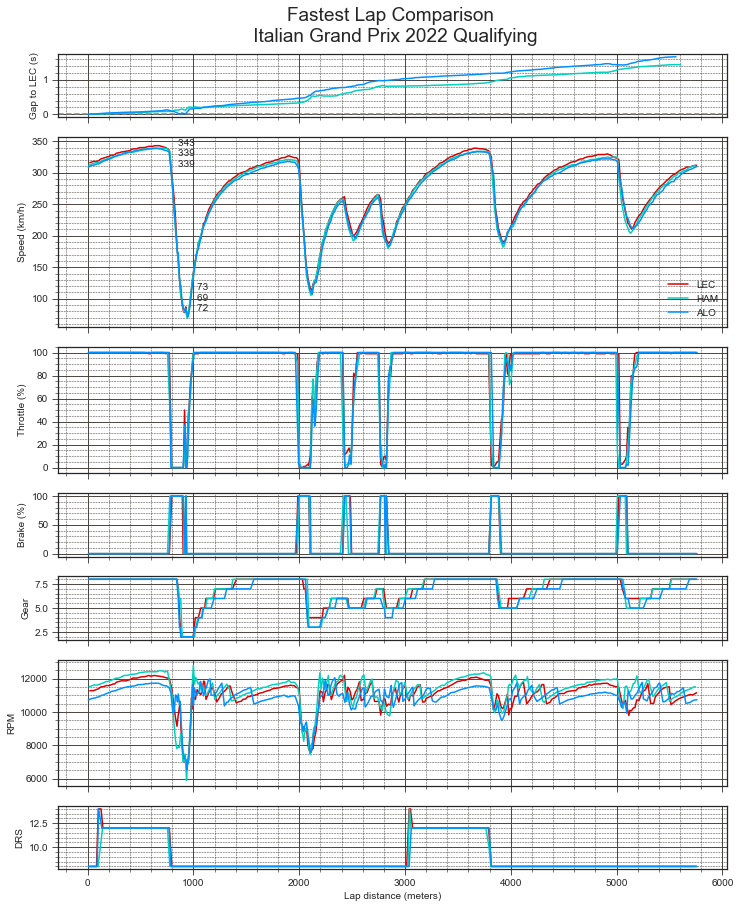 Fastest Lap Comparison
Italian Grand Prix 2022 Qualifying
Gap to LEC (s)
1
0
Speed (km/h)
350
300
250
200
150
100
343
339
339
73
69
72
LEC
HAM
ALO
Throttle (%)
100
80
60
40
20
0
Brake (%)
100
50
0
Gear
7.5
5.0
2.5
RPM
12000
10000
8000
6000
DRS
12.5
10.0
0 1000 2000 3000 4000 5000 6000
Lap distance (meters)